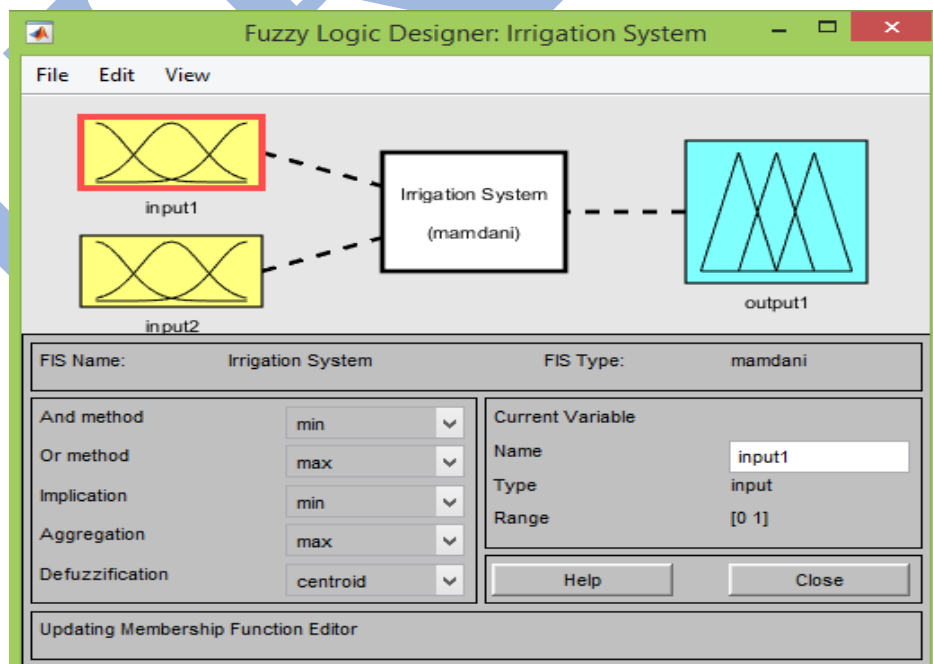 Fuzzy Logic Designer: Irrigation System
File Edit View
input1
input2
Irrigation System
(mamdani)
output1
FIS Name: Irrigation System FIS Type: mamdani
And method min
Or method max
Implication min
Aggregation max
Defuzzification centroid
Current Variable
Name input1
Type input
Range [0 1]
Help Close
Updating Membership Function Editor